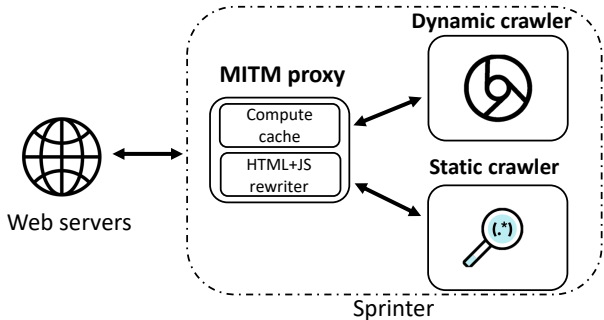 Dynamic crawler
MITM proxy
Compute
cache
HTML+JS
rewriter
Static crawler
(.*)
Web servers
Sprinter